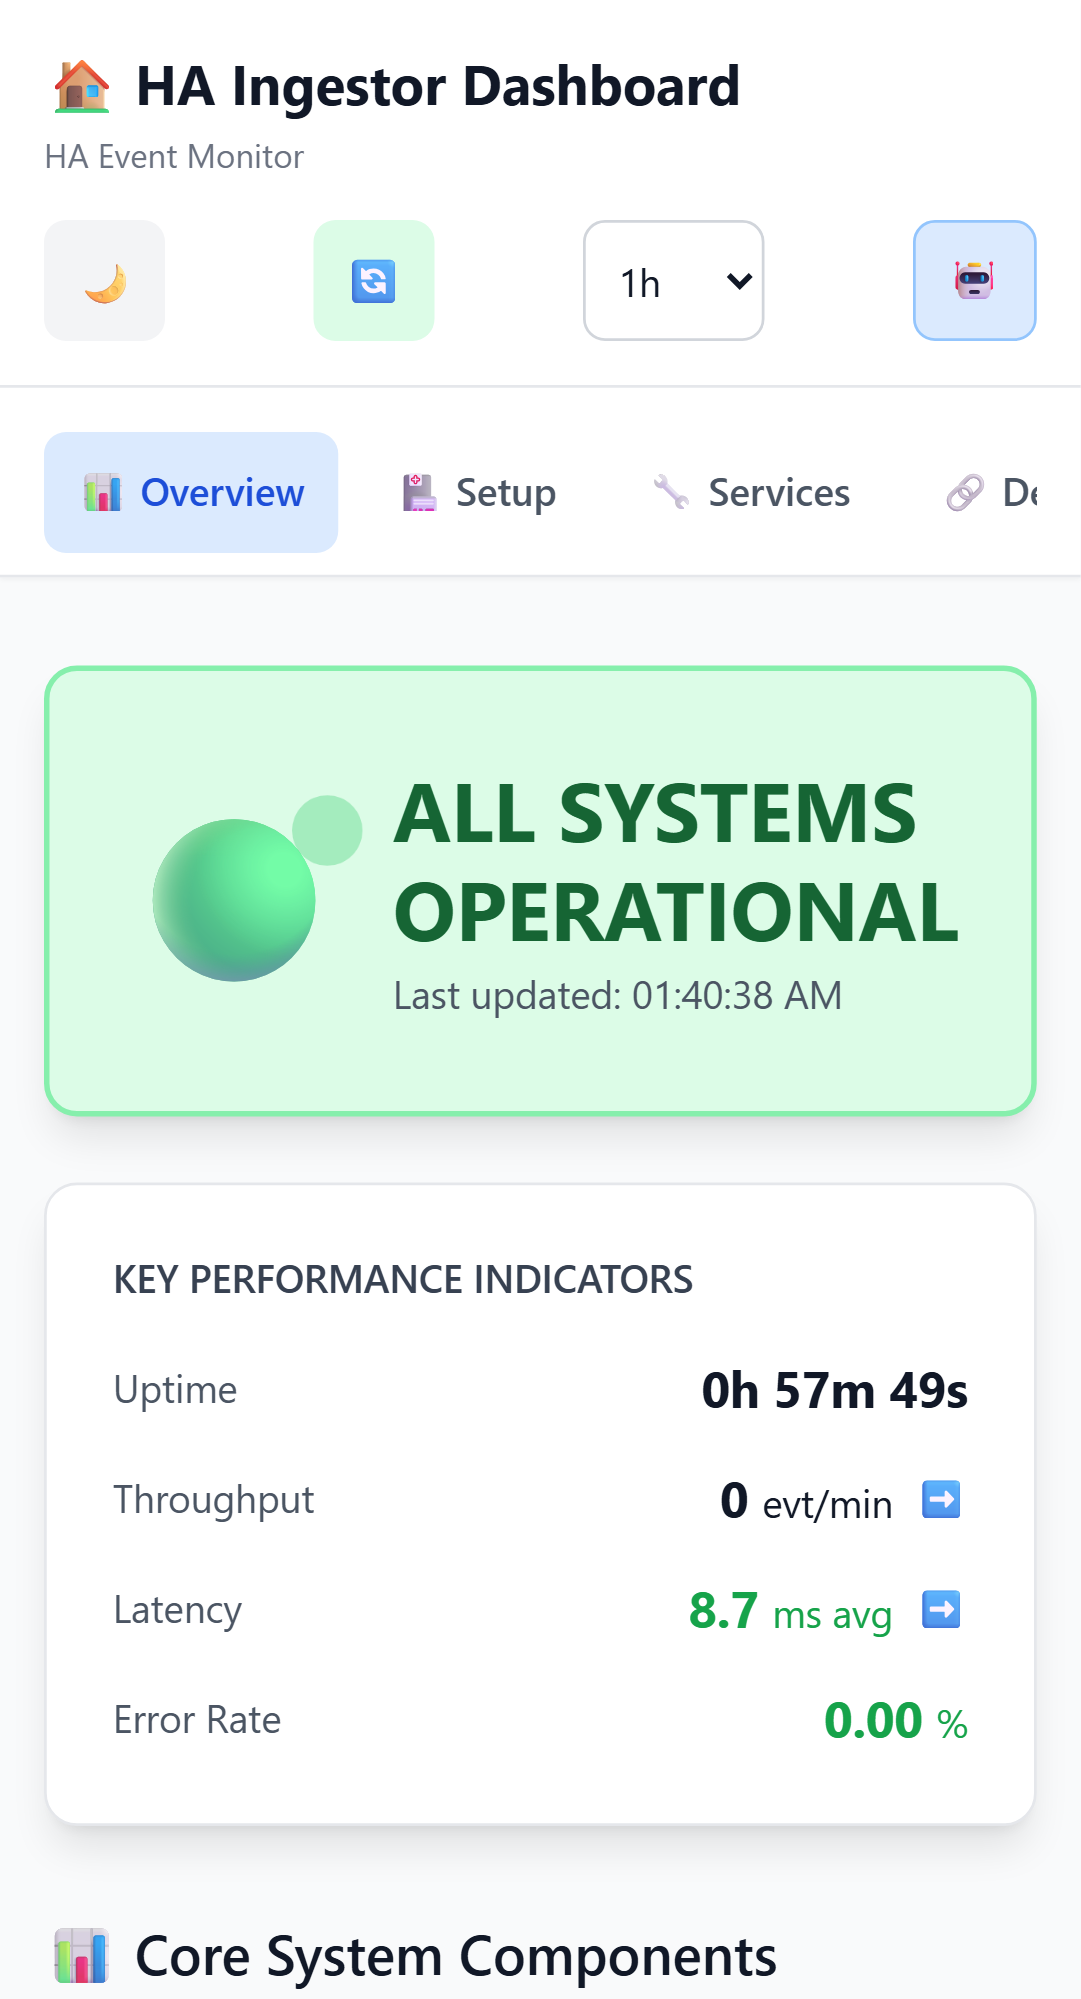 HA Ingestor Dashboard
HA Event Monitor
1h
Overview Setup Services De
ALL SYSTEMS
OPERATIONAL
Last updated: 01:40:38 AM
KEY PERFORMANCE INDICATORS
Uptime 0h 57m 49s
Throughput 0 evt/min
Latency 8.7 ms avg
Error Rate 0.00 %
Core System Components